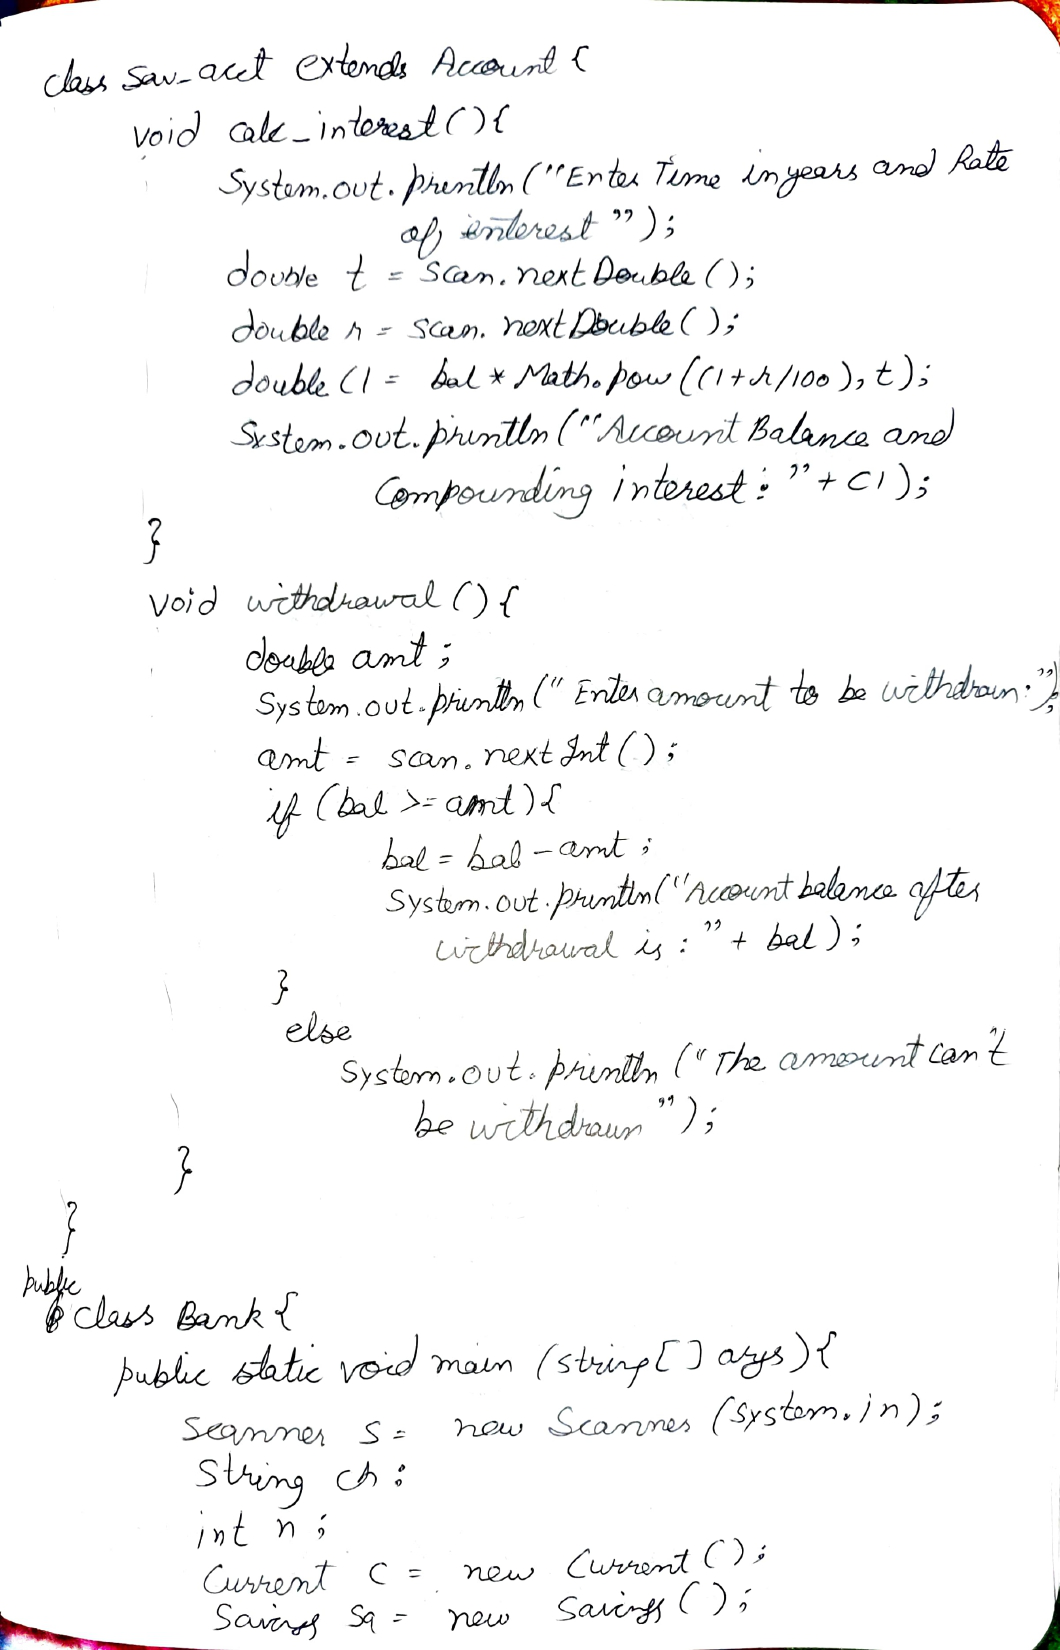 class Sav_acct extends Account {
void calc_interest(){
System.out.println("Enter Time in years and Rate
of interest");
double t = scan.nextDouble();
double r = scan.nextDouble();
double CI = bal * Math.pow((1+r/100),t);
System.out.println("Account Balance and
Compounding interest: "+CI);
}
void withdrawal(){
double amt;
System.out.println("Enter amount to be withdrawn:");
amt = scan.nextInt();
if (bal >= amt){
bal = bal - amt;
System.out.println("Account balance after
withdrawal is : " + bal);
}
else
System.out.println("The amount can't
be withdrawn");
}
}
public
class Bank{
public static void main (string[] args){
Scanner s = new Scanner (System.in);
String ch;
int n;
Current c = new Current();
Savings sa = new Savings();